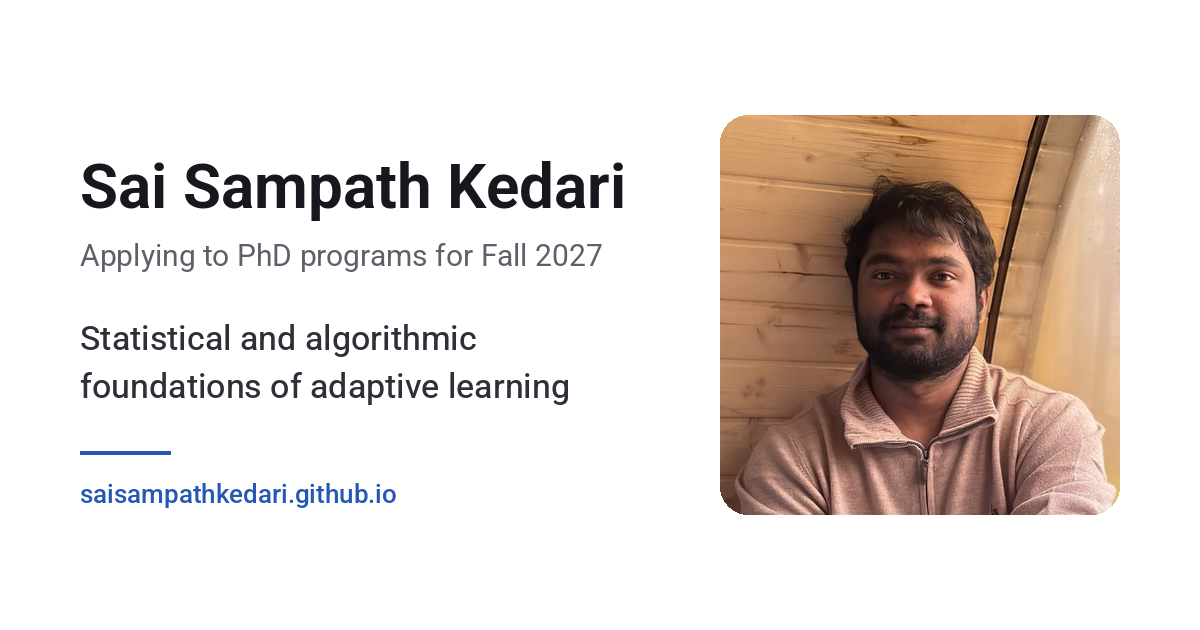 Sai Sampath Kedari
Applying to PhD programs for Fall 2027
Statistical and algorithmic
foundations of adaptive learning
saisampathkedari.github.io